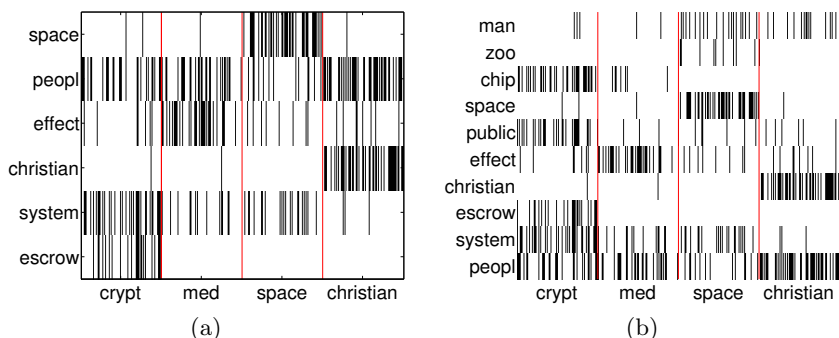 space
peopl
effect
christian
system
escrow
crypt med space christian
(a)
man
zoo
chip
space
public
effect
christian
escrow
system
peopl
crypt med space christian
(b)